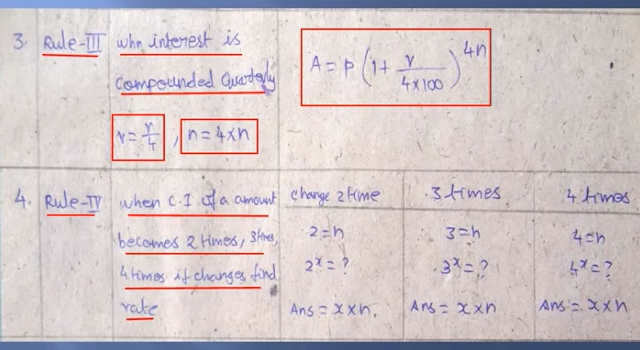 3. Rule-III when interest is
compounded Quarterly
A = P (1 + r/4×100)^4n
r = r/4 , n = 4×n
4. Rule-IV when C.I of a amount
becomes 2 times, 3 times,
4 times if changes find
rate
change 2 time
2=n
2^x = ?
Ans = x×n.
3 times
3=n
3^x = ?
Ans = x×n
4 times
4=n
4^x = ?
Ans = x×n